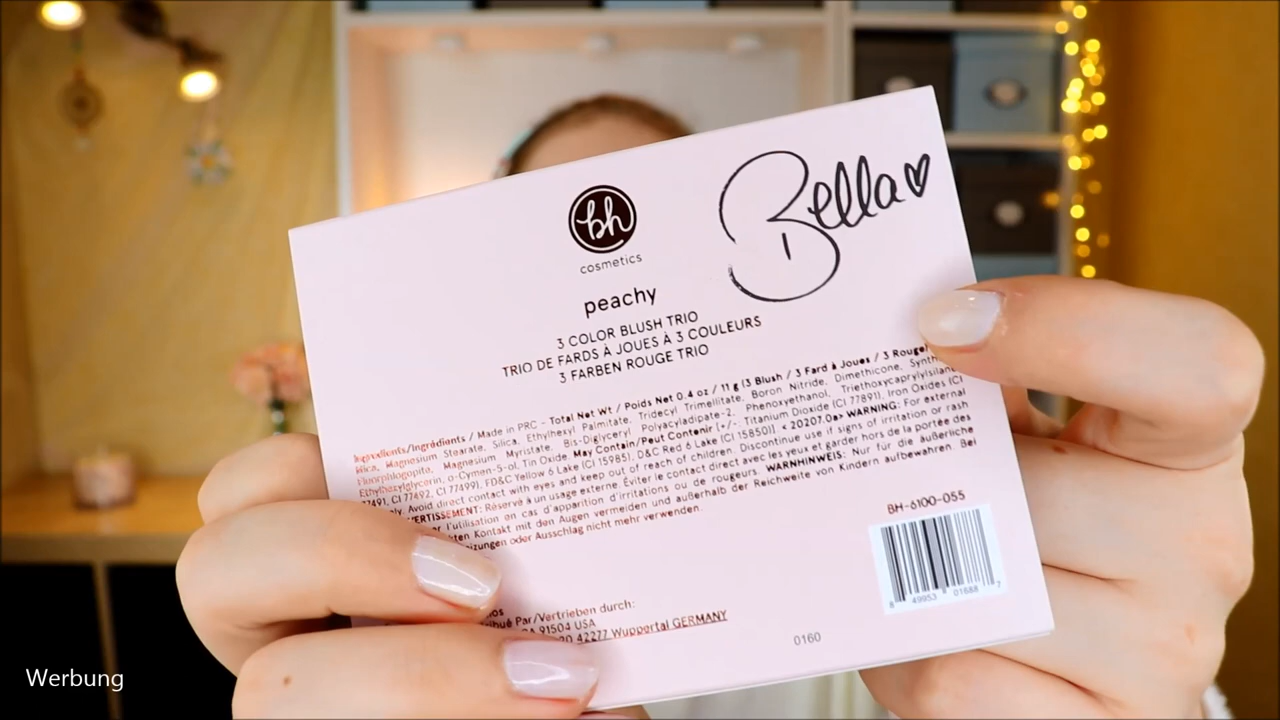 bh
cosmetics
Bella
peachy
3 COLOR BLUSH TRIO
TRIO DE FARDS À JOUES À 3 COULEURS
3 FARBEN ROUGE TRIO
Ingredients/Ingrédients / Made in PRC - Total Net Wt / Poids Net 0.4 oz / 11 g (3 Blush / 3 Fard à Joues / 3 Rouge)
Mica, Magnesium Stearate, Silica, Ethylhexyl Palmitate, Tridecyl Trimellitate, Boron Nitride, Dimethicone,
Fluorphlogopite, Magnesium Myristate, Bis-Diglyceryl Polyacyladipate-2, Phenoxyethanol,
Ethylhexylglycerin, o-Cymen-5-ol, Tin Oxide. May Contain/Peut Contenir [+/-. Titanium Dioxide (CI 77891), Iron Oxides (CI
77491, CI 77492, CI 77499), FD&C Yellow 6 Lake (CI 15985), D&C Red 6 Lake (CI 15850)] < 20207.0a> WARNING: For external
Avoid direct contact with eyes and keep out of reach of children. Discontinue use if signs of irritation or rash
Réservé à un usage externe. Éviter le contact direct avec les yeux et garder hors de la portée des
l'utilisation en cas d'apparition d'irritations ou de rougeurs. WARNHINWEIS: Nur für die äußerliche
Kontakt mit den Augen vermeiden und außerhalb der Reichweite von Kindern aufbewahren. Bei
oder Ausschlag nicht mehr verwenden.
BH-6100-055
8 49953 01688 7
Par/Vertrieben durch:
91504 USA
42277 Wuppertal GERMANY
0160
Werbung